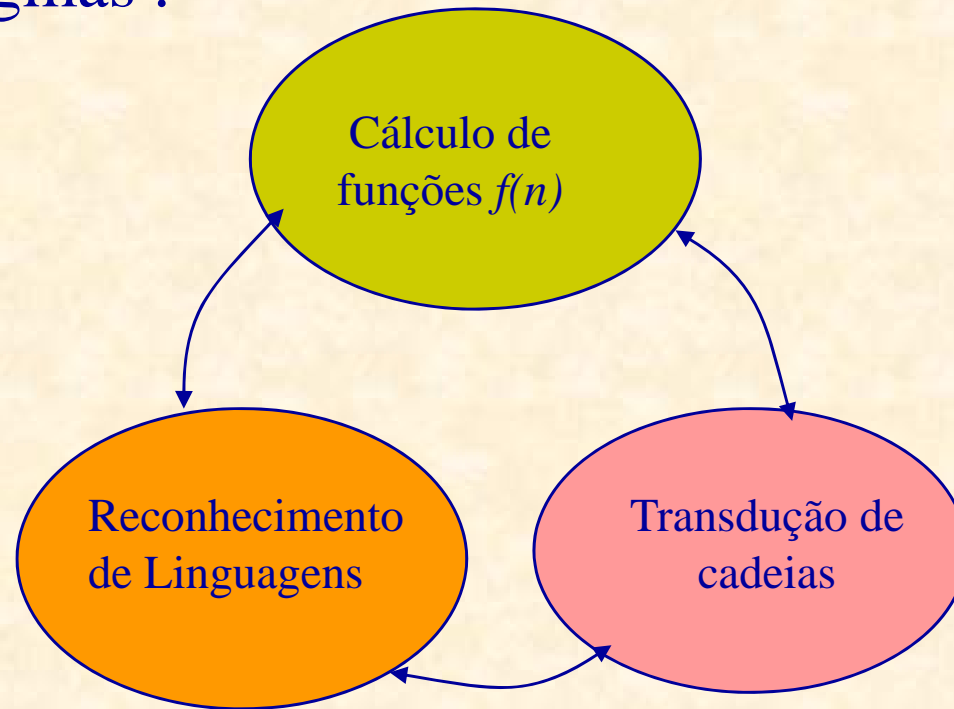 Cálculo de
funções f(n)
Reconhecimento
de Linguagens
Transdução de
cadeias